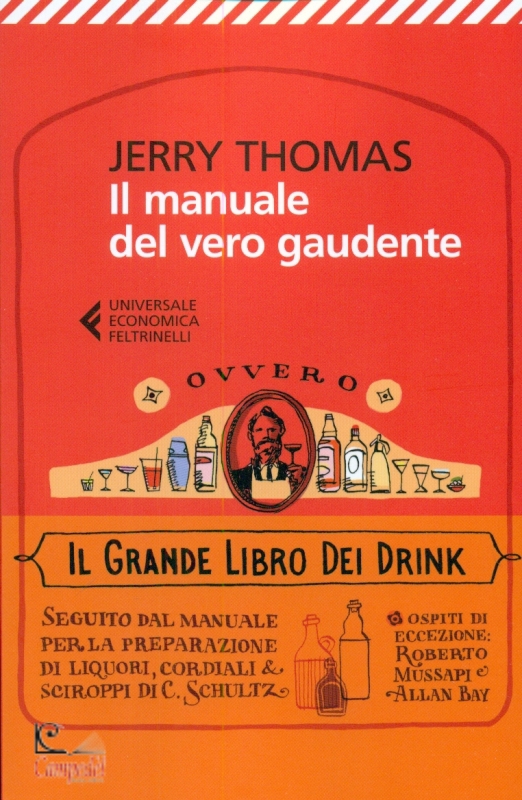 JERRY THOMAS
Il manuale
del vero gaudente
UNIVERSALE
ECONOMICA
FELTRINELLI
OVVERO
IL GRANDE LIBRO DEI DRINK
SEGUITO DAL MANUALE
PER LA PREPARAZIONE
DI LIQUORI, CORDIALI &
SCIROPPI DI C. SCHULTZ
OSPITI DI
ECCEZIONE:
ROBERTO
MUSSAPI e
ALLAN BAY